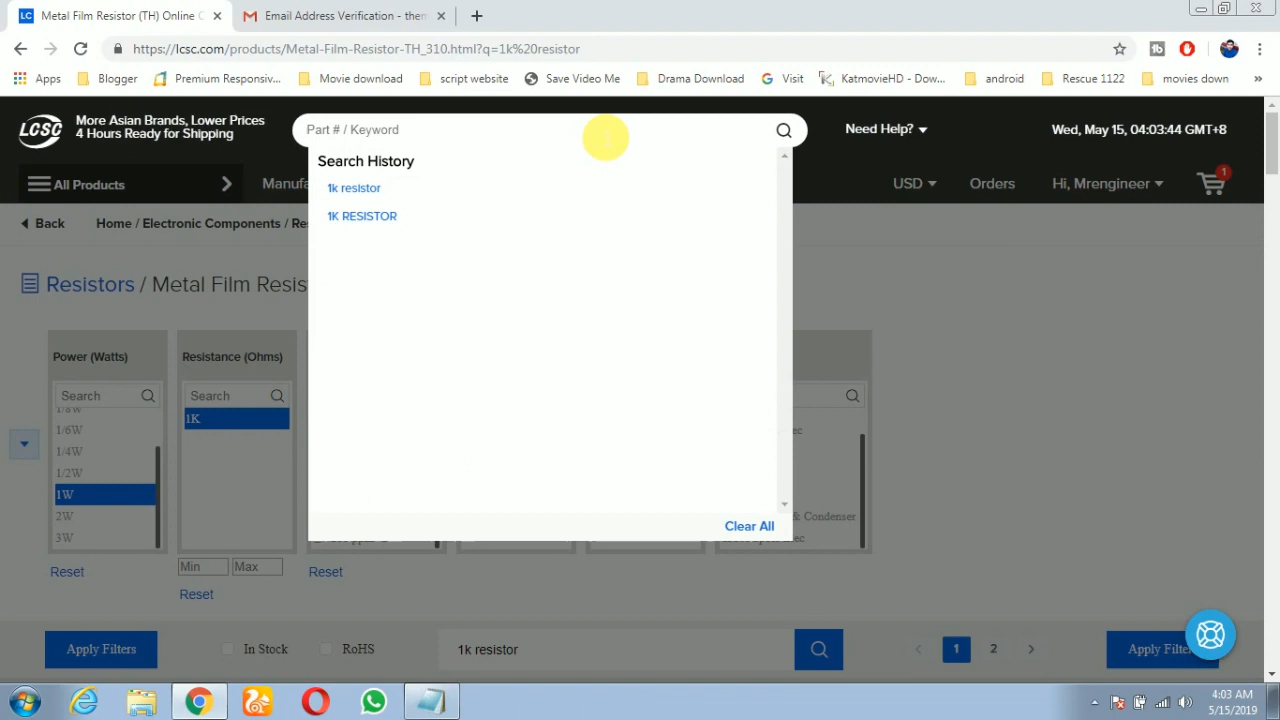 Metal Film Resistor (TH) Online C
Email Address Verification - them
https://lcsc.com/products/Metal-Film-Resistor-TH_310.html?q=1k%20resistor
Apps
Blogger
Premium Responsiv...
Movie download
script website
Save Video Me
Drama Download
Visit
KatmovieHD - Dow...
android
Rescue 1122
movies down
»
LCSC
More Asian Brands, Lower Prices
4 Hours Ready for Shipping
Part # / Keyword
Need Help?
Wed, May 15, 04:03:44 GMT+8
Search History
1k resistor
1K RESISTOR
Clear All
All Products
Manufa
USD
Orders
Hi, Mrengineer
1
Back
Home / Electronic Components / Re
Resistors / Metal Film Resis
Power (Watts)
Resistance (Ohms)
Search
Search
1/8W
1/6W
1/4W
1/2W
1W
2W
3W
1K
& Condenser
Min
Max
Reset
Reset
Reset
Apply Filters
In Stock
RoHS
1k resistor
1
2
Apply Filte
4:03 AM
5/15/2019